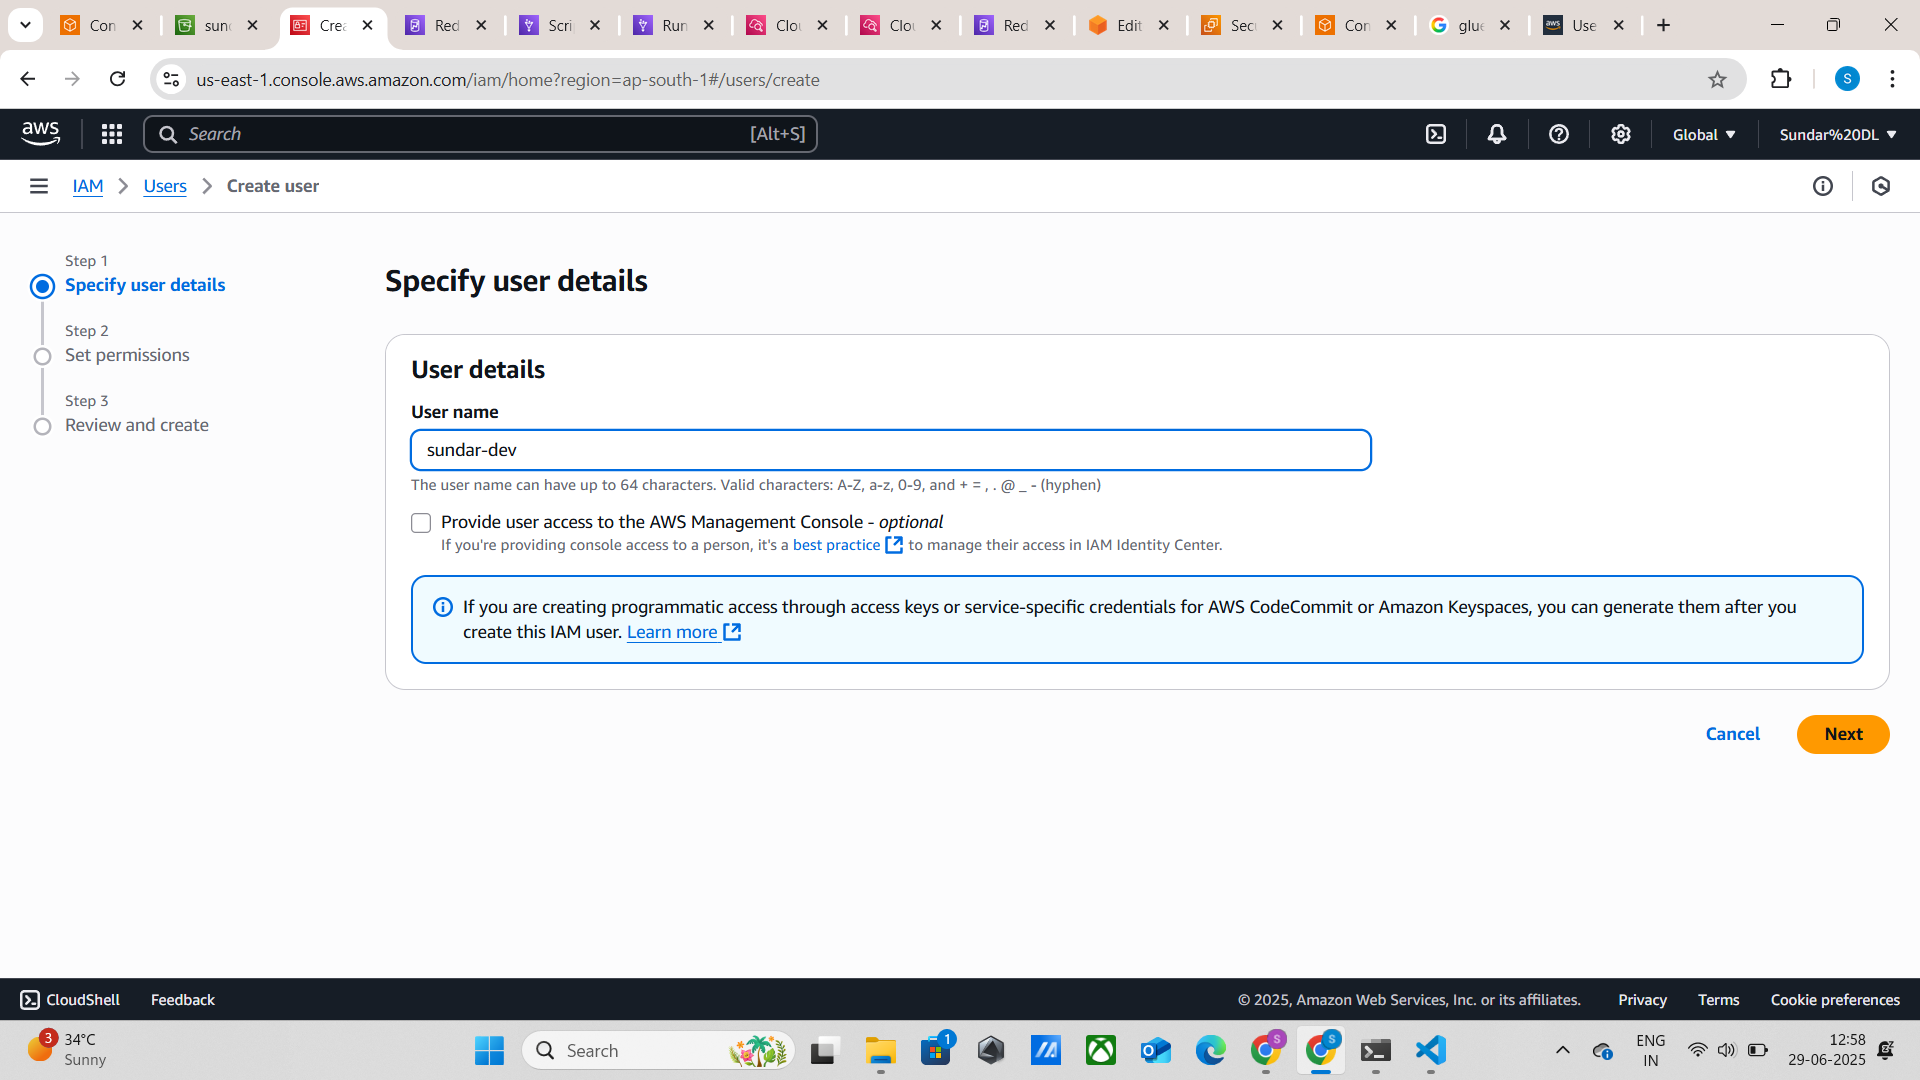 Con
sund
Crea
Red
Scri
Run
Clou
Clou
Red
Edit
Sec
Con
glue
Use
us-east-1.console.aws.amazon.com/iam/home?region=ap-south-1#/users/create
S
aws
Search
[Alt+S]
Global
Sundar%20DL
IAM
Users
Create user
Step 1
Specify user details
Step 2
Set permissions
Step 3
Review and create
Specify user details
User details
User name
sundar-dev
The user name can have up to 64 characters. Valid characters: A-Z, a-z, 0-9, and + = , . @ _ - (hyphen)
Provide user access to the AWS Management Console - optional
If you're providing console access to a person, it's a best practice to manage their access in IAM Identity Center.
If you are creating programmatic access through access keys or service-specific credentials for AWS CodeCommit or Amazon Keyspaces, you can generate them after you
create this IAM user. Learn more
Cancel
Next
CloudShell
Feedback
© 2025, Amazon Web Services, Inc. or its affiliates.
Privacy
Terms
Cookie preferences
3
34°C
Sunny
Search
1
S
S
ENG
IN
12:58
29-06-2025